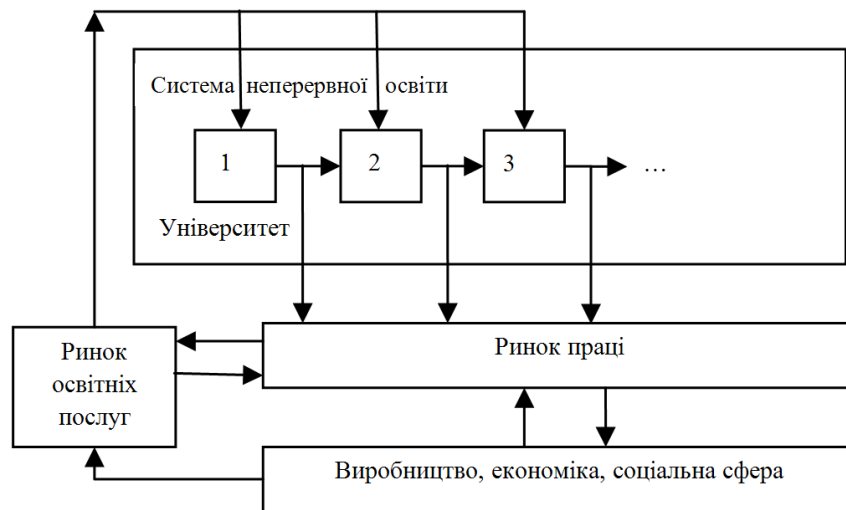 Система неперервної освіти
1
2
3
...
Університет
Ринок
освітніх
послуг
Ринок праці
Виробництво, економіка, соціальна сфера